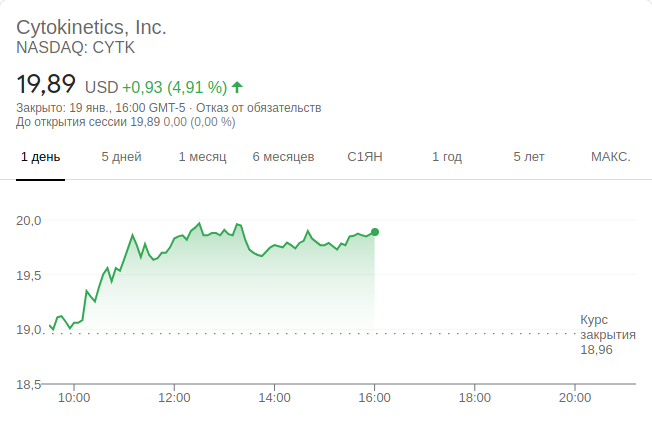 Cytokinetics, Inc.
NASDAQ: CYTK
19,89 USD +0,93 (4,91 %)
Закрыто: 19 янв., 16:00 GMT-5 · Отказ от обязательств
До открытия сессии 19,89 0,00 (0,00 %)
1 день 5 дней 1 месяц 6 месяцев С1ЯН 1 год 5 лет МАКС.
20,0
19,5
19,0
18,5
Курс
закрытия
18,96
10:00 12:00 14:00 16:00 18:00 20:00